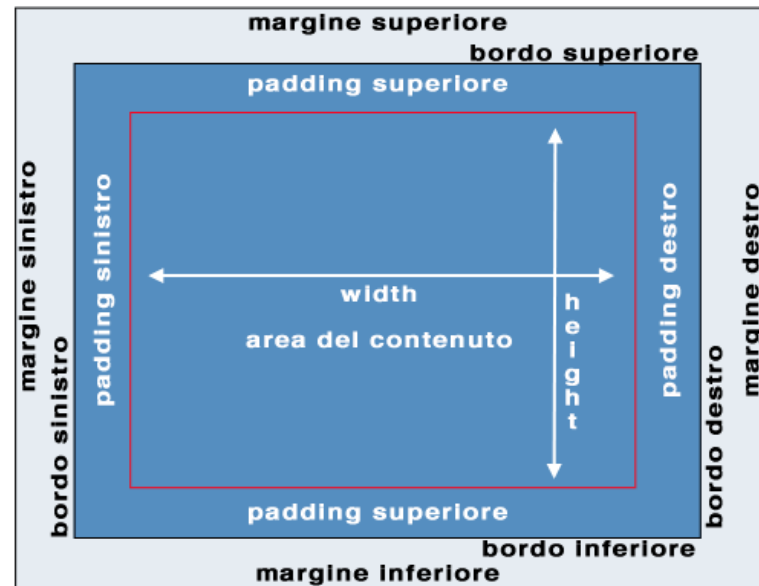 margine superiore
bordo superiore
padding superiore
margine sinistro
bordo sinistro
padding sinistro
width
area del contenuto
height
padding destro
bordo destro
margine destro
padding superiore
bordo inferiore
margine inferiore